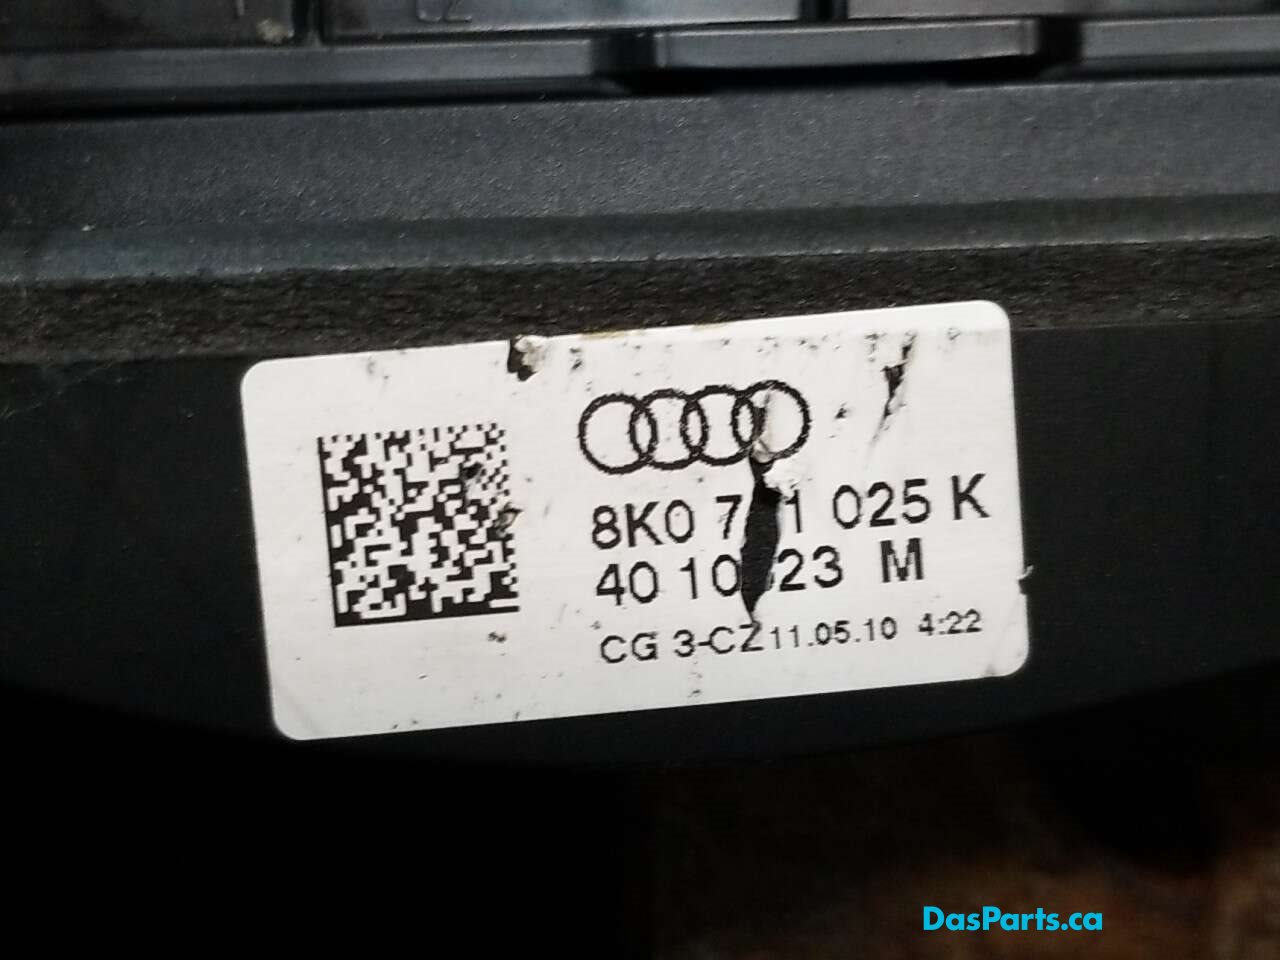 8K0 7 1 025 K
40 10 23 M
CG 3-CZ 11.05.10 4:22
DasParts.ca